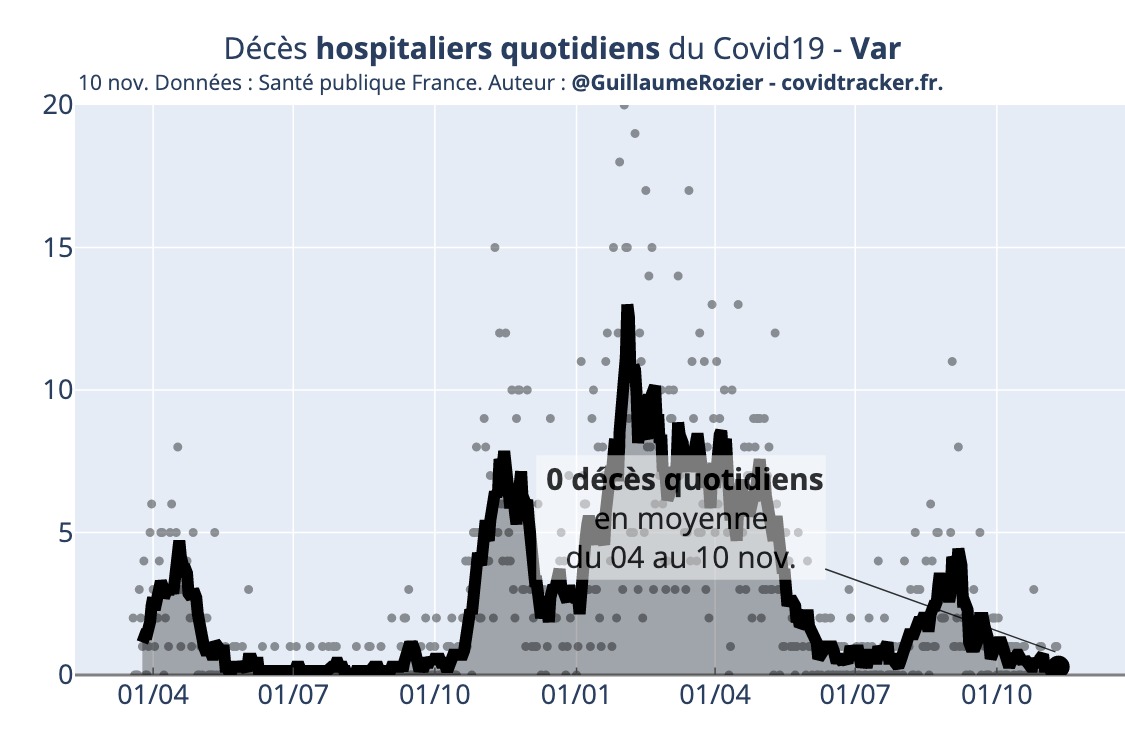 Décès hospitaliers quotidiens du Covid19 - Var
10 nov. Données : Santé publique France. Auteur : @GuillaumeRozier - covidtracker.fr.
20
15
10
5
0
0 décès quotidiens
en moyenne
du 04 au 10 nov.
01/04 01/07 01/10 01/01 01/04 01/07 01/10